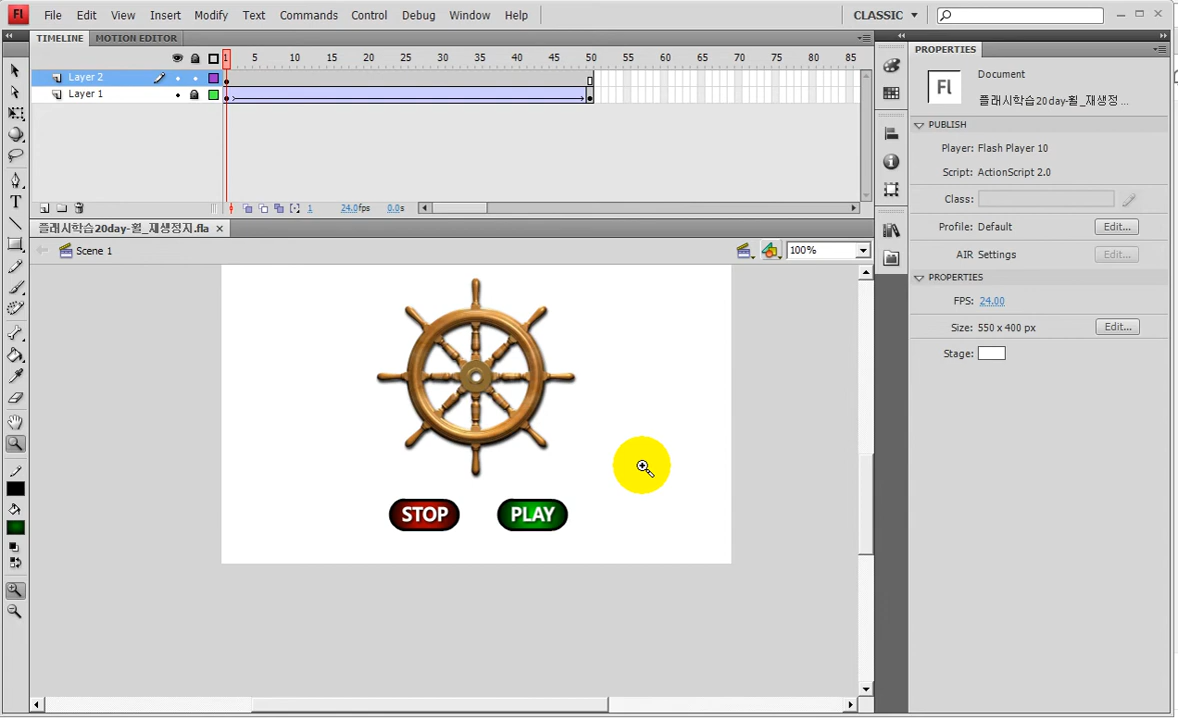 Fl File Edit View Insert Modify Text Commands Control Debug Window Help CLASSIC
TIMELINE MOTION EDITOR
1 5 10 15 20 25 30 35 40 45 50 55 60 65 70 75 80 85
Layer 2
Layer 1
1 24.0fps 0.0s
플래시학습20day-휠_재생정지.fla
Scene 1 100%
STOP PLAY
PROPERTIES
Fl Document
플래시학습20day-휠_재생정 ...
PUBLISH
Player: Flash Player 10
Script: ActionScript 2.0
Class:
Profile: Default Edit...
AIR Settings Edit...
PROPERTIES
FPS: 24.00
Size: 550 x 400 px Edit...
Stage: